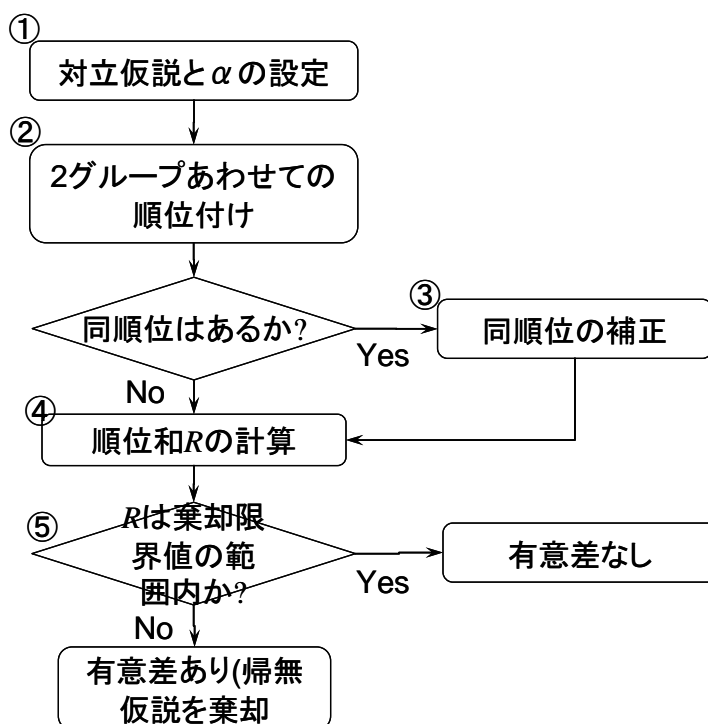 ①
対立仮説とαの設定
②
2グループあわせての
順位付け
同順位はあるか?
Yes
③
同順位の補正
No
④
順位和Rの計算
⑤
Rは棄却限
界値の範
囲内か?
Yes
有意差なし
No
有意差あり(帰無
仮説を棄却